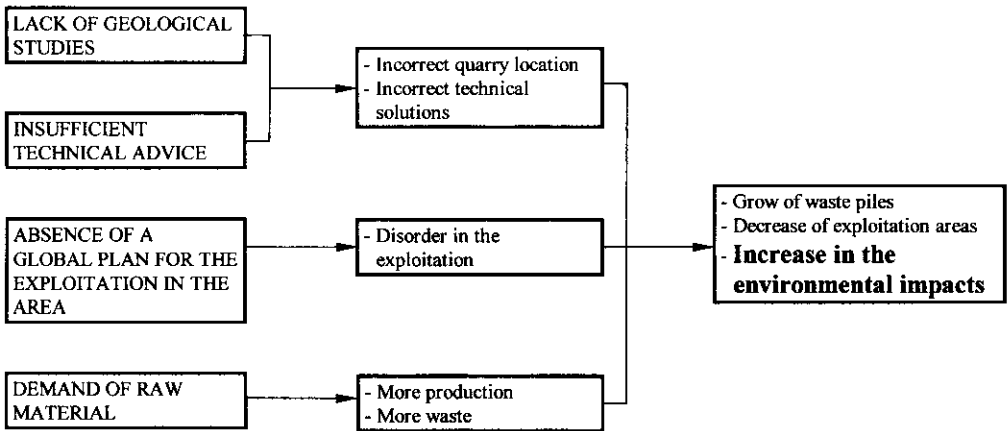 LACK OF GEOLOGICAL
STUDIES
INSUFFICIENT
TECHNICAL ADVICE
- Incorrect quarry location
- Incorrect technical
solutions
ABSENCE OF A
GLOBAL PLAN FOR THE
EXPLOITATION IN THE
AREA
- Disorder in the
exploitation
DEMAND OF RAW
MATERIAL
- More production
- More waste
- Grow of waste piles
- Decrease of exploitation areas
- Increase in the
environmental impacts